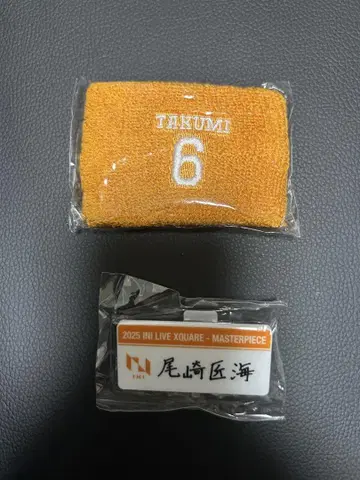 TAKUMI
6
2025 INI LIVE XQUARE - MASTERPIECE
INI
尾崎匠海